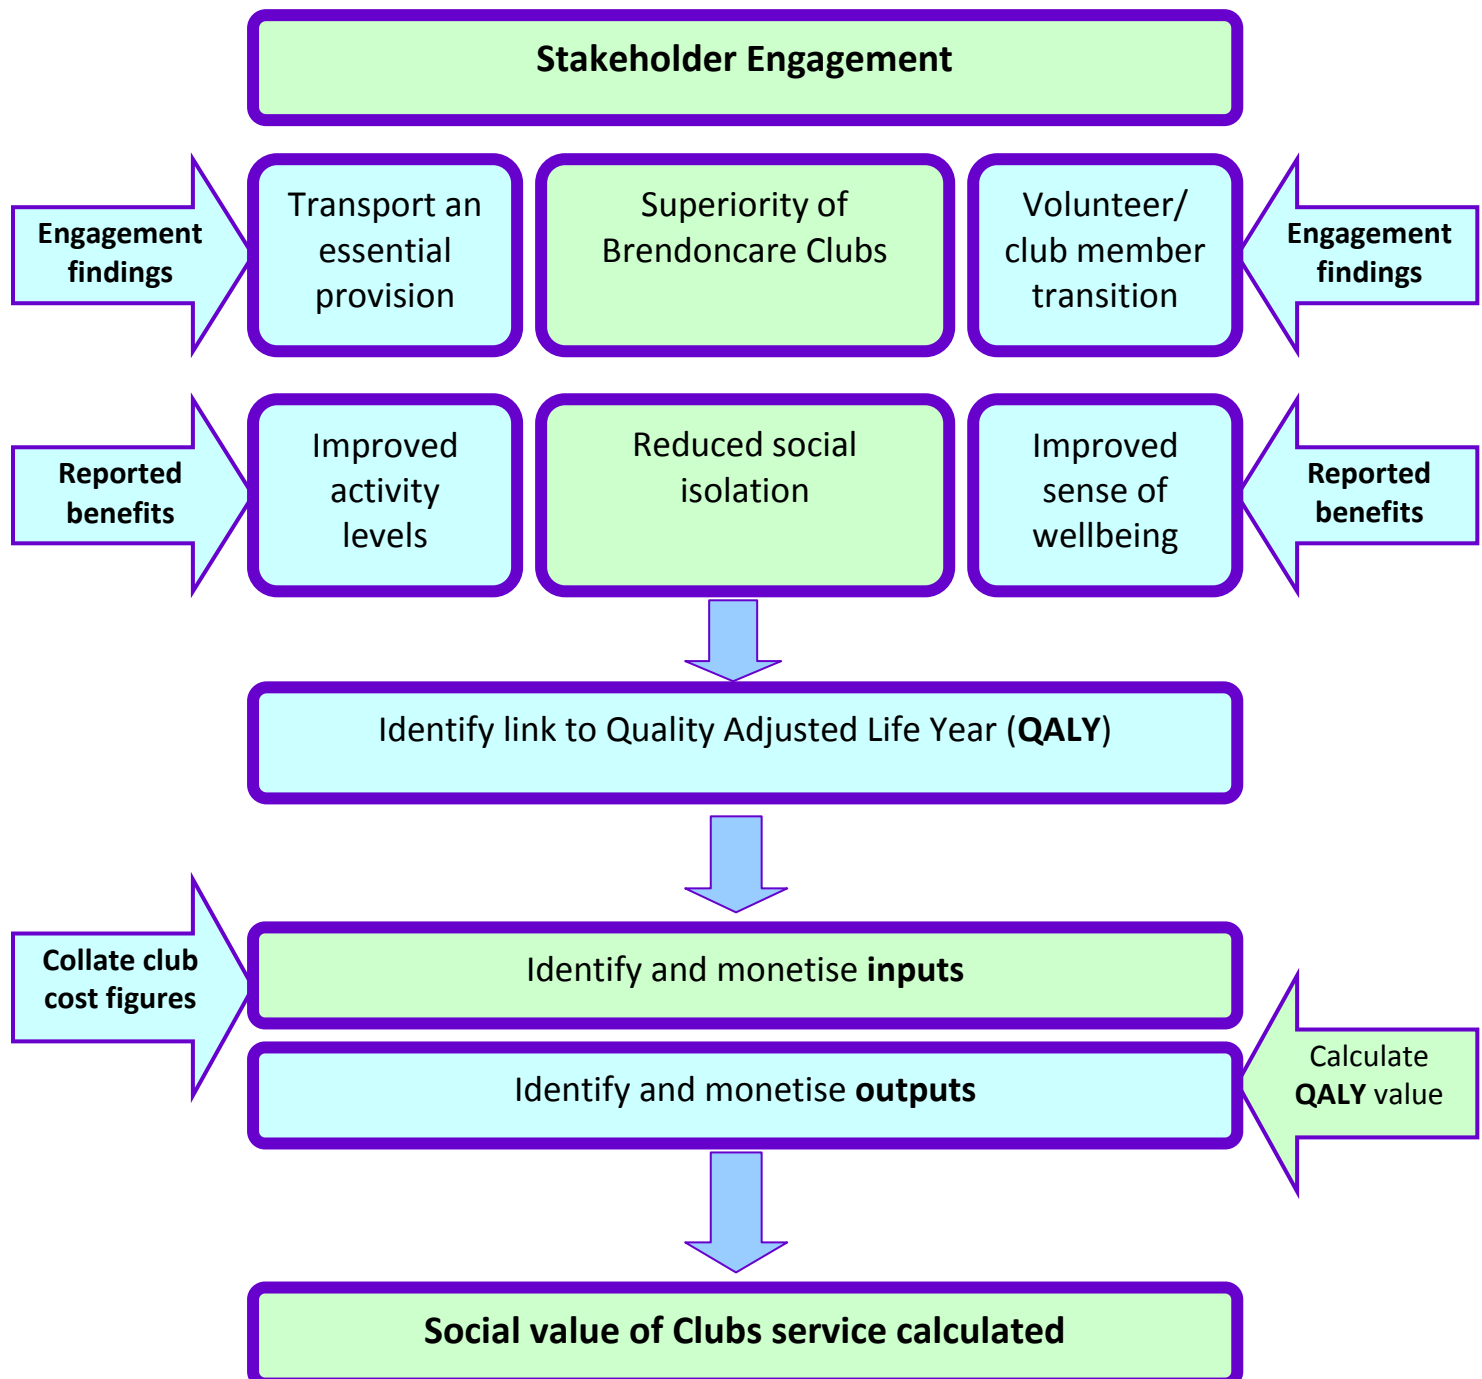 Stakeholder Engagement
Engagement
findings
Transport an
essential
provision
Superiority of
Brendoncare Clubs
Volunteer/
club member
transition
Engagement
findings
Reported
benefits
Improved
activity
levels
Reduced social
isolation
Improved
sense of
wellbeing
Reported
benefits
Identify link to Quality Adjusted Life Year (QALY)
Collate club
cost figures
Identify and monetise inputs
Identify and monetise outputs
Calculate
QALY value
Social value of Clubs service calculated